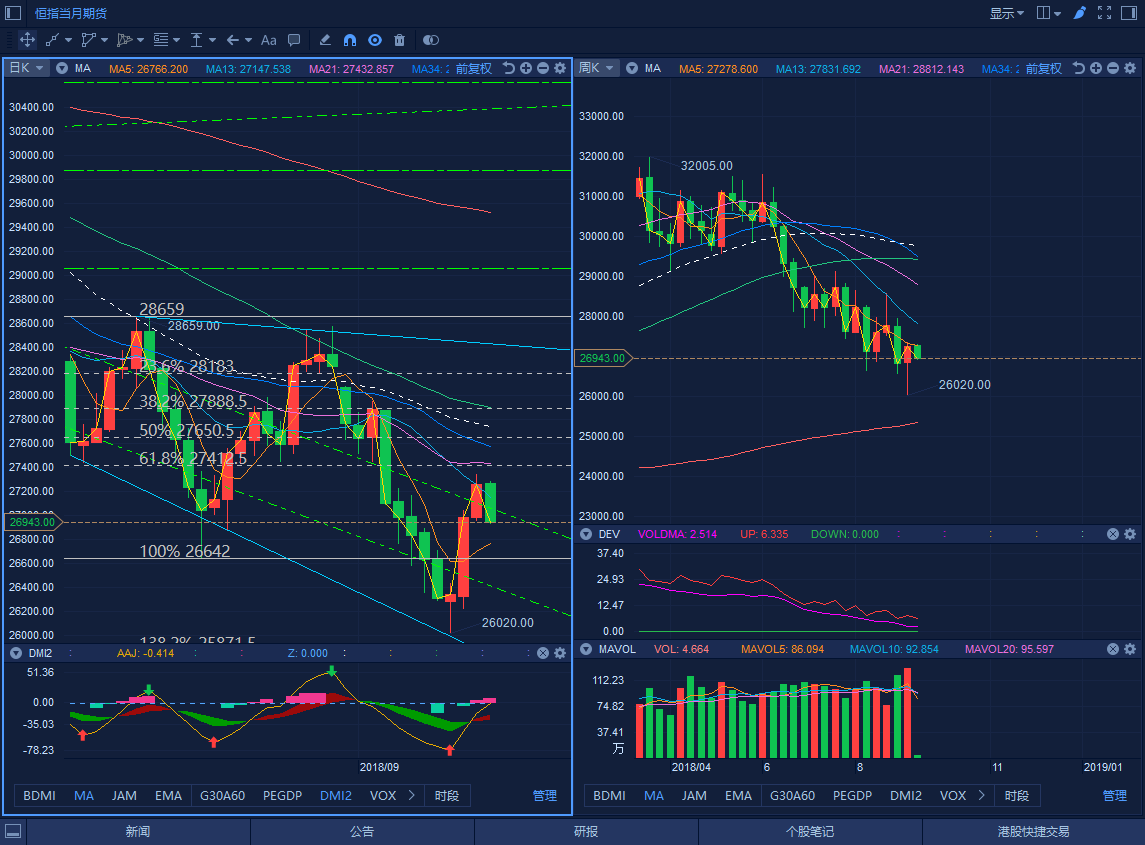 恒指当月期货
显示
Aa
日K
MA
MA5: 26766.200
MA13: 27147.538
MA21: 27432.857
MA34: 2
前复权
30400.00
30200.00
30000.00
29800.00
29600.00
29400.00
29200.00
29000.00
28800.00
28600.00
28400.00
28200.00
28000.00
27800.00
27600.00
27400.00
27200.00
27000.00
26943.00
26800.00
26600.00
26400.00
26200.00
26000.00
28659
28659.00
23.6% 28183
38.2% 27888.5
50% 27650.5
61.8% 27412.5
100% 26642
138.2% 25871.5
26020.00
DMI2
:
AAJ: -0.414
:
:
Z: 0.000
:
:
:
:
:
51.36
0.00
-35.03
-78.23
2018/09
BDMI
MA
JAM
EMA
G30A60
PEGDP
DMI2
VOX
时段
管理
周K
MA
MA5: 27278.600
MA13: 27831.692
MA21: 28812.143
MA34: 2
前复权
33000.00
32000.00
31000.00
30000.00
29000.00
28000.00
26943.00
26000.00
25000.00
24000.00
23000.00
32005.00
26020.00
DEV
VOLDMA: 2.514
UP: 6.335
DOWN: 0.000
:
:
:
:
:
37.40
24.93
12.47
0.00
MAVOL
VOL: 4.664
MAVOL5: 86.094
MAVOL10: 92.854
MAVOL20: 95.597
112.23
74.82
37.41
万
2018/04
6
8
11
2019/01
BDMI
MA
JAM
EMA
G30A60
PEGDP
DMI2
VOX
时段
管理
新闻
公告
研报
个股笔记
港股快捷交易